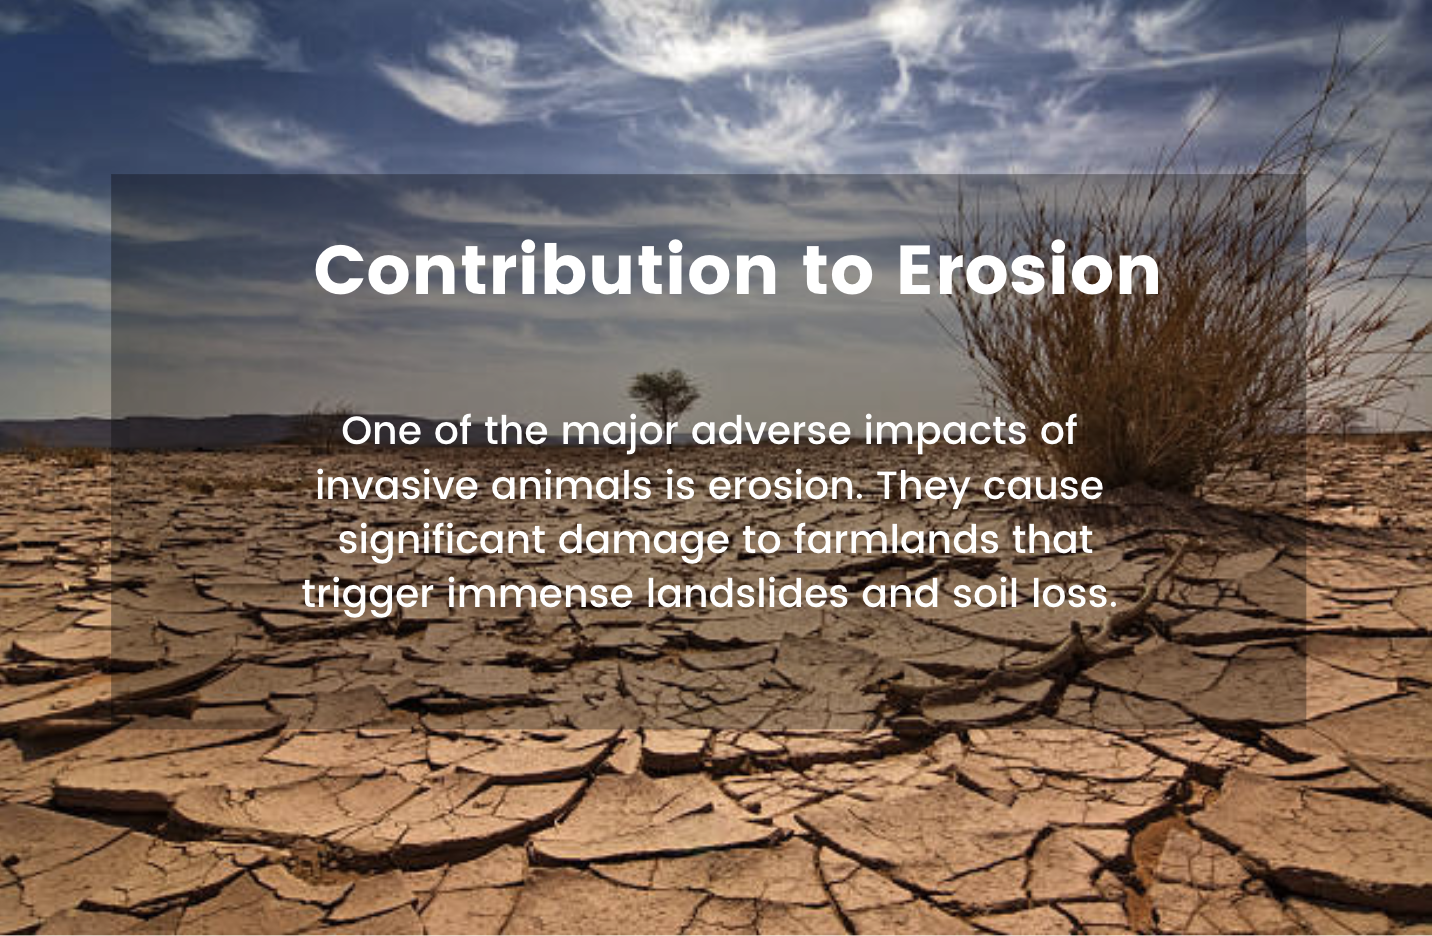 Contribution to Erosion
One of the major adverse impacts of
invasive animals is erosion. They cause
significant damage to farmlands that
trigger immense landslides and soil loss.